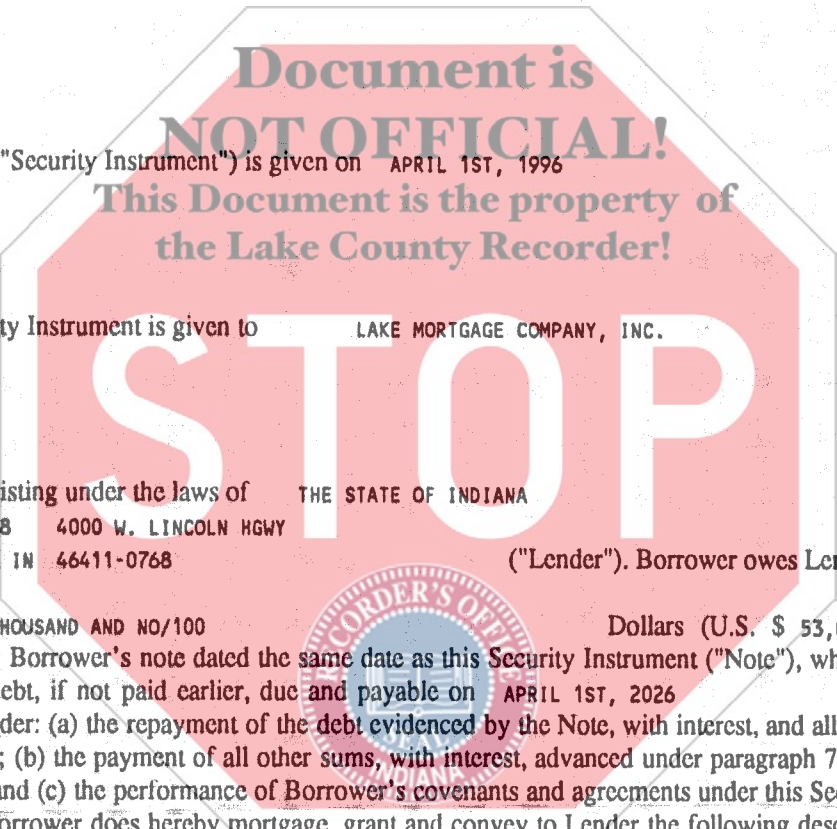 Document is
NOT OFFICIAL!
"Security Instrument") is given on APRIL 1ST, 1996
This Document is the property of
the Lake County Recorder!
ty Instrument is given to LAKE MORTGAGE COMPANY, INC.
STOP
isting under the laws of THE STATE OF INDIANA
8 4000 W. LINCOLN HGWY
IN 46411-0768 ("Lender"). Borrower owes Len
HOUSAND AND NO/100 Dollars (U.S. $ 53,
RECORDER'S OFFICE
Borrower's note dated the same date as this Security Instrument ("Note"), wh
ebt, if not paid earlier, due and payable on APRIL 1ST, 2026
der: (a) the repayment of the debt evidenced by the Note, with interest, and all
; (b) the payment of all other sums, with interest, advanced under paragraph 7
INDIANA
and (c) the performance of Borrower's covenants and agreements under this Se
orrower does hereby mortgage, grant and convey to Lender the following desc